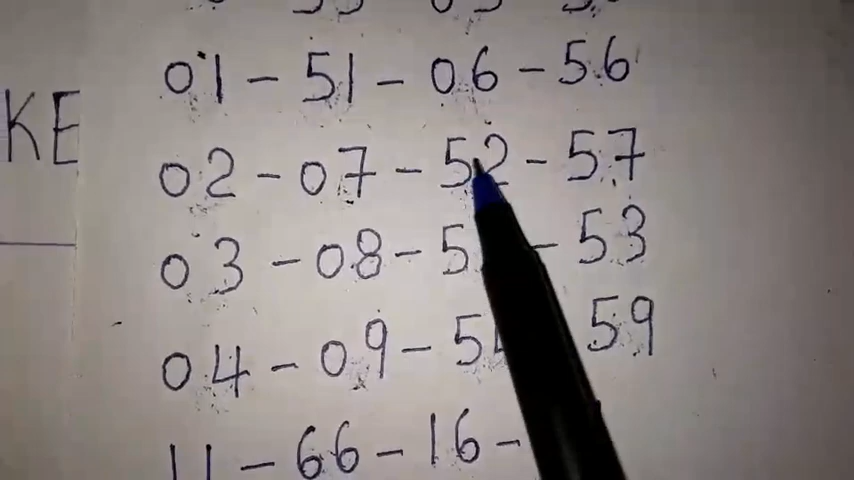 01 - 51 - 06 - 56
KE
02 - 07 - 52 - 57
03 - 08 - 5 - 53
04 - 09 - 5 59
11 - 66 - 16 -